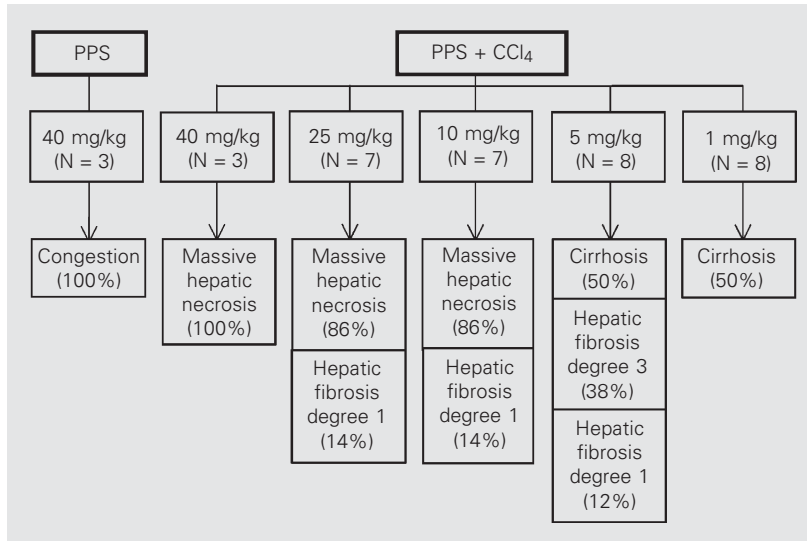 PPS
PPS + CCl₄
40 mg/kg
(N = 3)
40 mg/kg
(N = 3)
25 mg/kg
(N = 7)
10 mg/kg
(N = 7)
5 mg/kg
(N = 8)
1 mg/kg
(N = 8)
Congestion
(100%)
Massive
hepatic
necrosis
(100%)
Massive
hepatic
necrosis
(86%)
Hepatic
fibrosis
degree 1
(14%)
Massive
hepatic
necrosis
(86%)
Hepatic
fibrosis
degree 1
(14%)
Cirrhosis
(50%)
Hepatic
fibrosis
degree 3
(38%)
Hepatic
fibrosis
degree 1
(12%)
Cirrhosis
(50%)